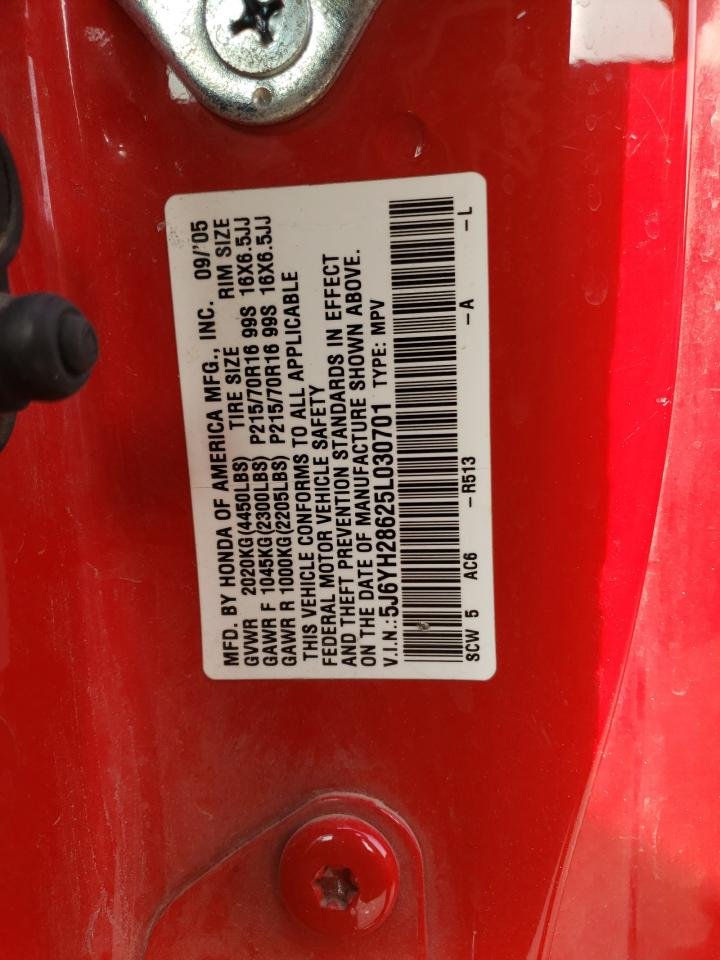 MFD. BY HONDA OF AMERICA MFG., INC. 09/'05
GVWR 2020KG(4450LBS) TIRE SIZE RIM SIZE
GAWR F 1045KG(2300LBS) P215/70R16 99S 16X6.5JJ
GAWR R 1000KG(2205LBS) P215/70R16 99S 16X6.5JJ
THIS VEHICLE CONFORMS TO ALL APPLICABLE
FEDERAL MOTOR VEHICLE SAFETY
AND THEFT PREVENTION STANDARDS IN EFFECT
ON THE DATE OF MANUFACTURE SHOWN ABOVE.
V.I.N.:5J6YH28625L030701 TYPE: MPV
SCW 5 AC6 -R513 -A -L